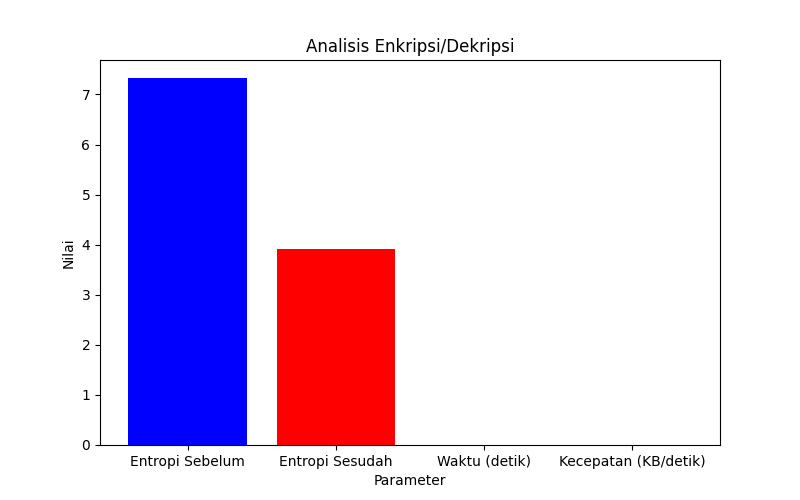 Analisis Enkripsi/Dekripsi
Nilai
7
6
5
4
3
2
1
0
Entropi Sebelum
Entropi Sesudah
Waktu (detik)
Kecepatan (KB/detik)
Parameter